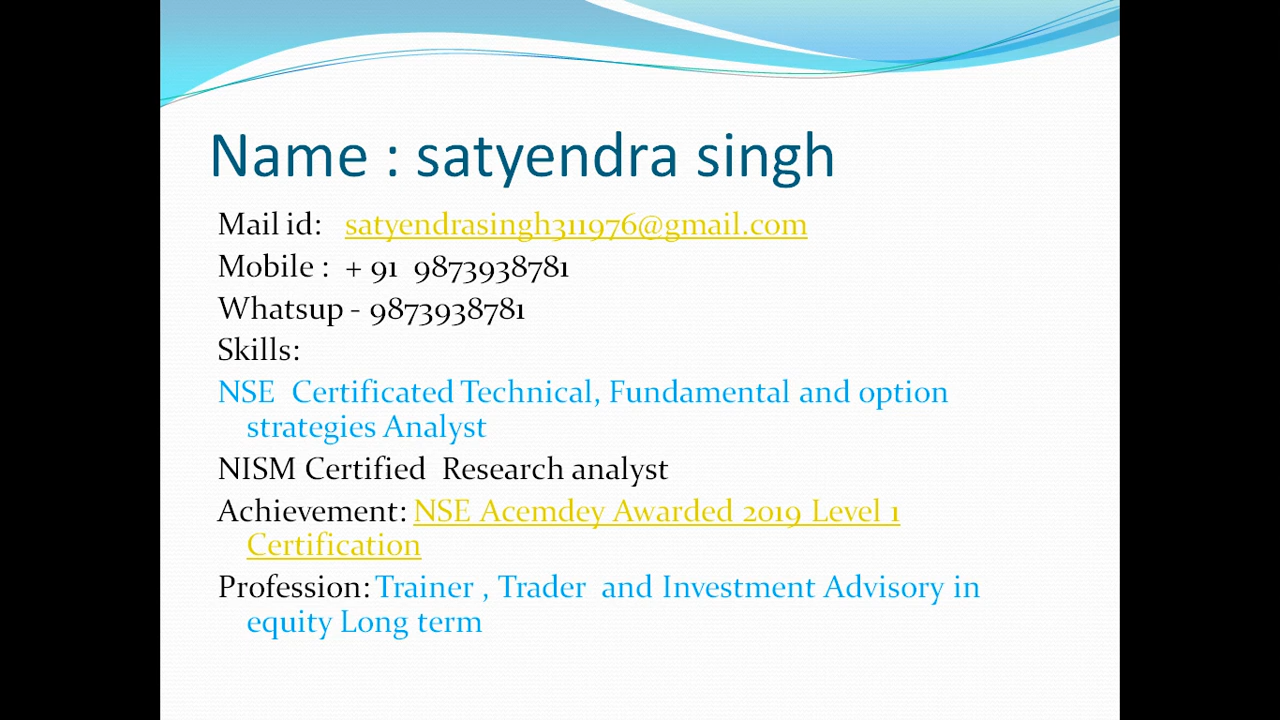 Name : satyendra singh
Mail id: satyendrasingh311976@gmail.com
Mobile : + 91 9873938781
Whatsup - 9873938781
Skills:
NSE Certificated Technical, Fundamental and option
strategies Analyst
NISM Certified Research analyst
Achievement: NSE Acemdey Awarded 2019 Level 1
Certification
Profession: Trainer , Trader and Investment Advisory in
equity Long term